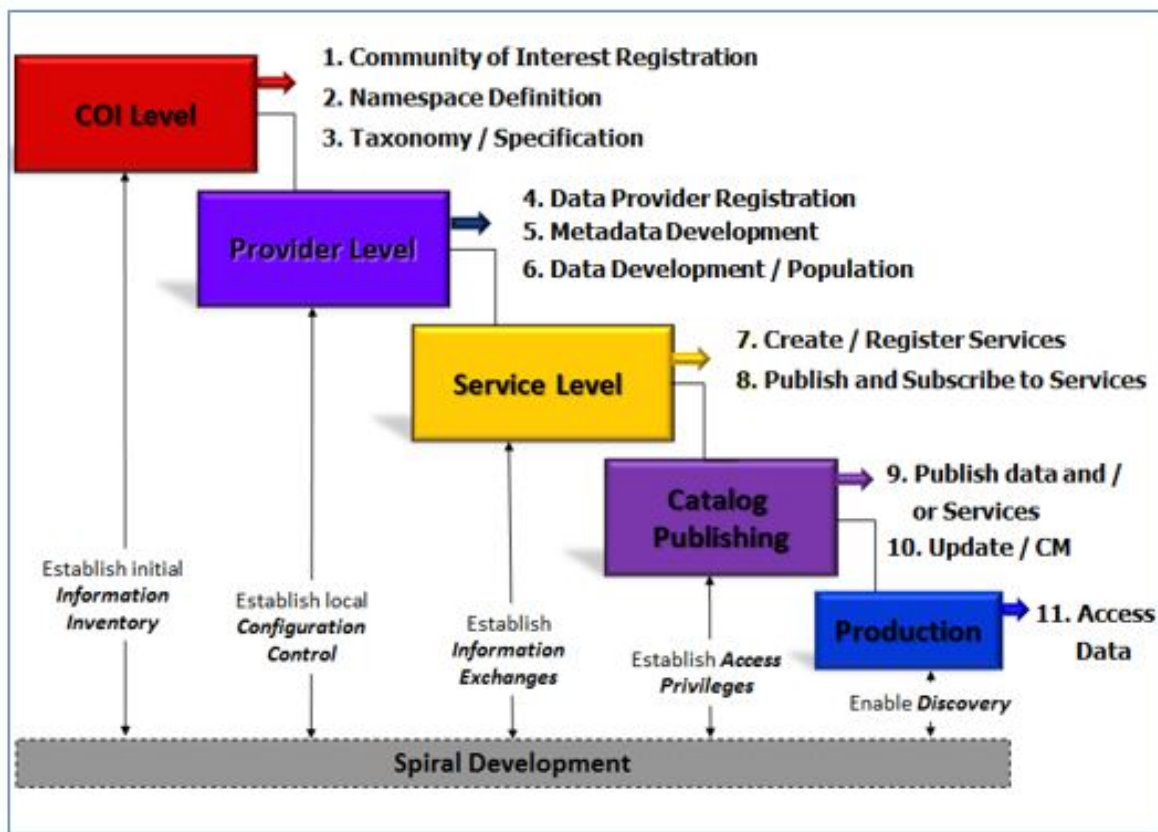 COI Level
1. Community of Interest Registration
2. Namespace Definition
3. Taxonomy / Specification
Provider Level
4. Data Provider Registration
5. Metadata Development
6. Data Development / Population
Service Level
7. Create / Register Services
8. Publish and Subscribe to Services
Catalog
Publishing
9. Publish data and /
or Services
10. Update / CM
Production
11. Access
Data
Establish initial
Information
Inventory
Establish local
Configuration
Control
Establish
Information
Exchanges
Establish Access
Privileges
Enable Discovery
Spiral Development